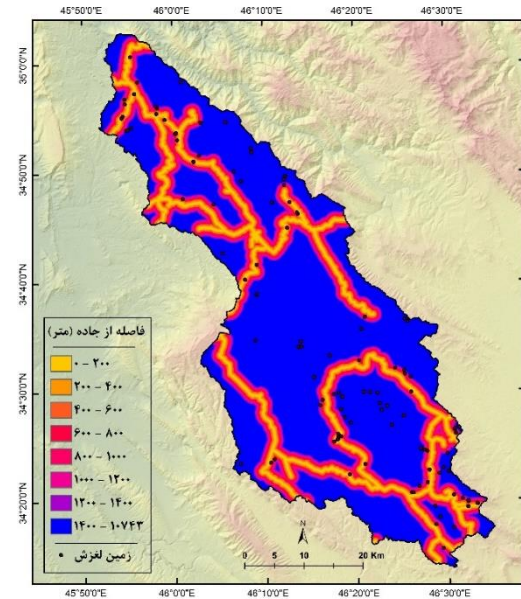 45°50'0"E 46°0'0"E 46°10'0"E 46°20'0"E 46°30'0"E
35°0'0"N
34°50'0"N
34°40'0"N
34°30'0"N
34°20'0"N
فاصله از جاده (متر)
۰ - ۲۰۰
۲۰۰ - ۴۰۰
۴۰۰ - ۶۰۰
۶۰۰ - ۸۰۰
۸۰۰ - ۱۰۰۰
۱۰۰۰ - ۱۲۰۰
۱۲۰۰ - ۱۴۰۰
۱۴۰۰ - ۱۰۷۴۳
زمین لغزش
N
0 5 10 20 Km
45°50'0"E 46°0'0"E 46°10'0"E 46°20'0"E 46°30'0"E